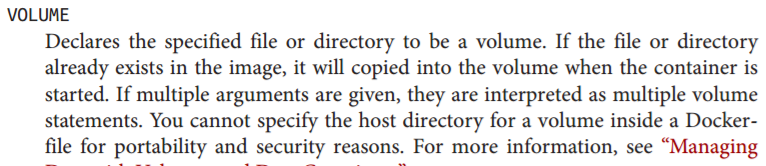 VOLUME
Declares the specified file or directory to be a volume. If the file or directory
already exists in the image, it will copied into the volume when the container is
started. If multiple arguments are given, they are interpreted as multiple volume
statements. You cannot specify the host directory for a volume inside a Docker-
file for portability and security reasons. For more information, see “Managing